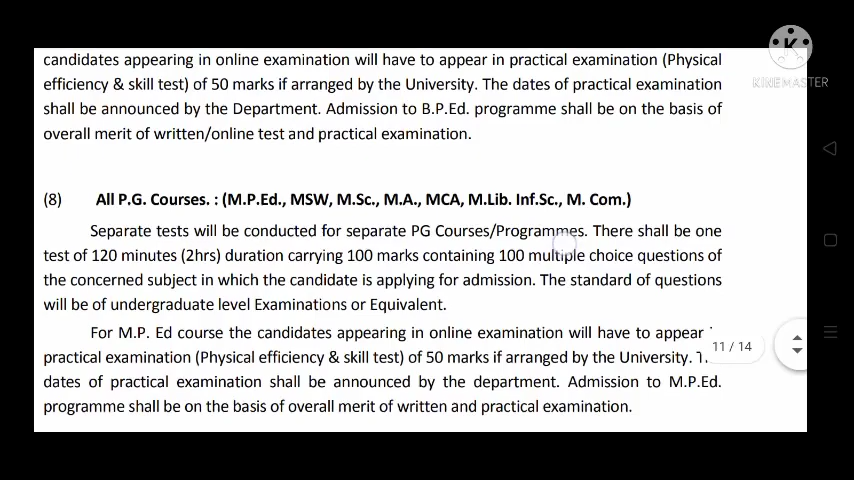 candidates appearing in online examination will have to appear in practical examination (Physical
efficiency & skill test) of 50 marks if arranged by the University. The dates of practical examination
shall be announced by the Department. Admission to B.P.Ed. programme shall be on the basis of
overall merit of written/online test and practical examination.
(8) All P.G. Courses. : (M.P.Ed., MSW, M.Sc., M.A., MCA, M.Lib. Inf.Sc., M. Com.)
Separate tests will be conducted for separate PG Courses/Programmes. There shall be one
test of 120 minutes (2hrs) duration carrying 100 marks containing 100 multiple choice questions of
the concerned subject in which the candidate is applying for admission. The standard of questions
will be of undergraduate level Examinations or Equivalent.
For M.P. Ed course the candidates appearing in online examination will have to appear
practical examination (Physical efficiency & skill test) of 50 marks if arranged by the University.
dates of practical examination shall be announced by the department. Admission to M.P.Ed.
programme shall be on the basis of overall merit of written and practical examination.
11 / 14
K
KINEMASTER